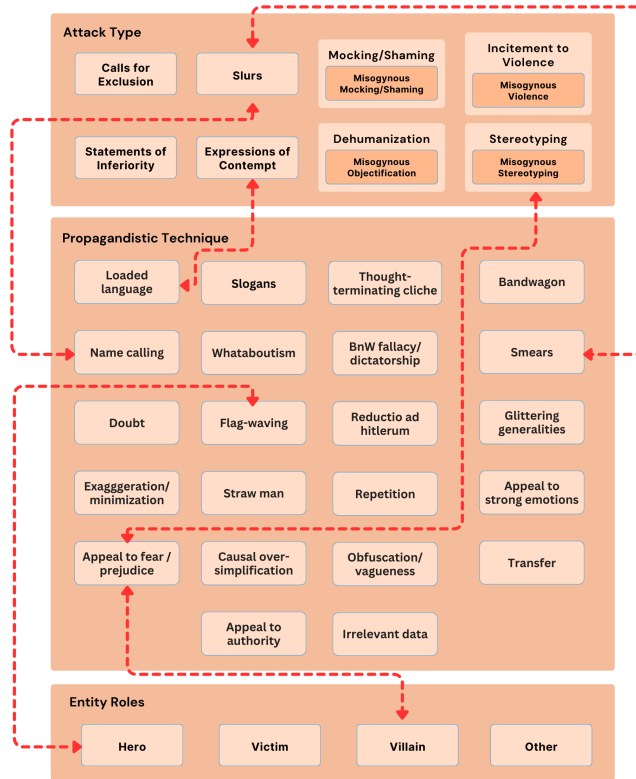 Attack Type
Calls for
Exclusion
Slurs
Mocking/Shaming
Misogynous
Mocking/Shaming
Incitement to
Violence
Misogynous
Violence
Statements of
Inferiority
Expressions of
Contempt
Dehumanization
Misogynous
Objectification
Stereotyping
Misogynous
Stereotyping
Propagandistic Technique
Loaded
language
Slogans
Thought-
terminating cliche
Bandwagon
Name calling
Whataboutism
BnW fallacy/
dictatorship
Smears
Doubt
Flag-waving
Reductio ad
hitlerum
Glittering
generalities
Exagggeration/
minimization
Straw man
Repetition
Appeal to
strong emotions
Appeal to fear /
prejudice
Causal over-
simplification
Obfuscation/
vagueness
Transfer
Appeal to
authority
Irrelevant data
Entity Roles
Hero
Victim
Villain
Other